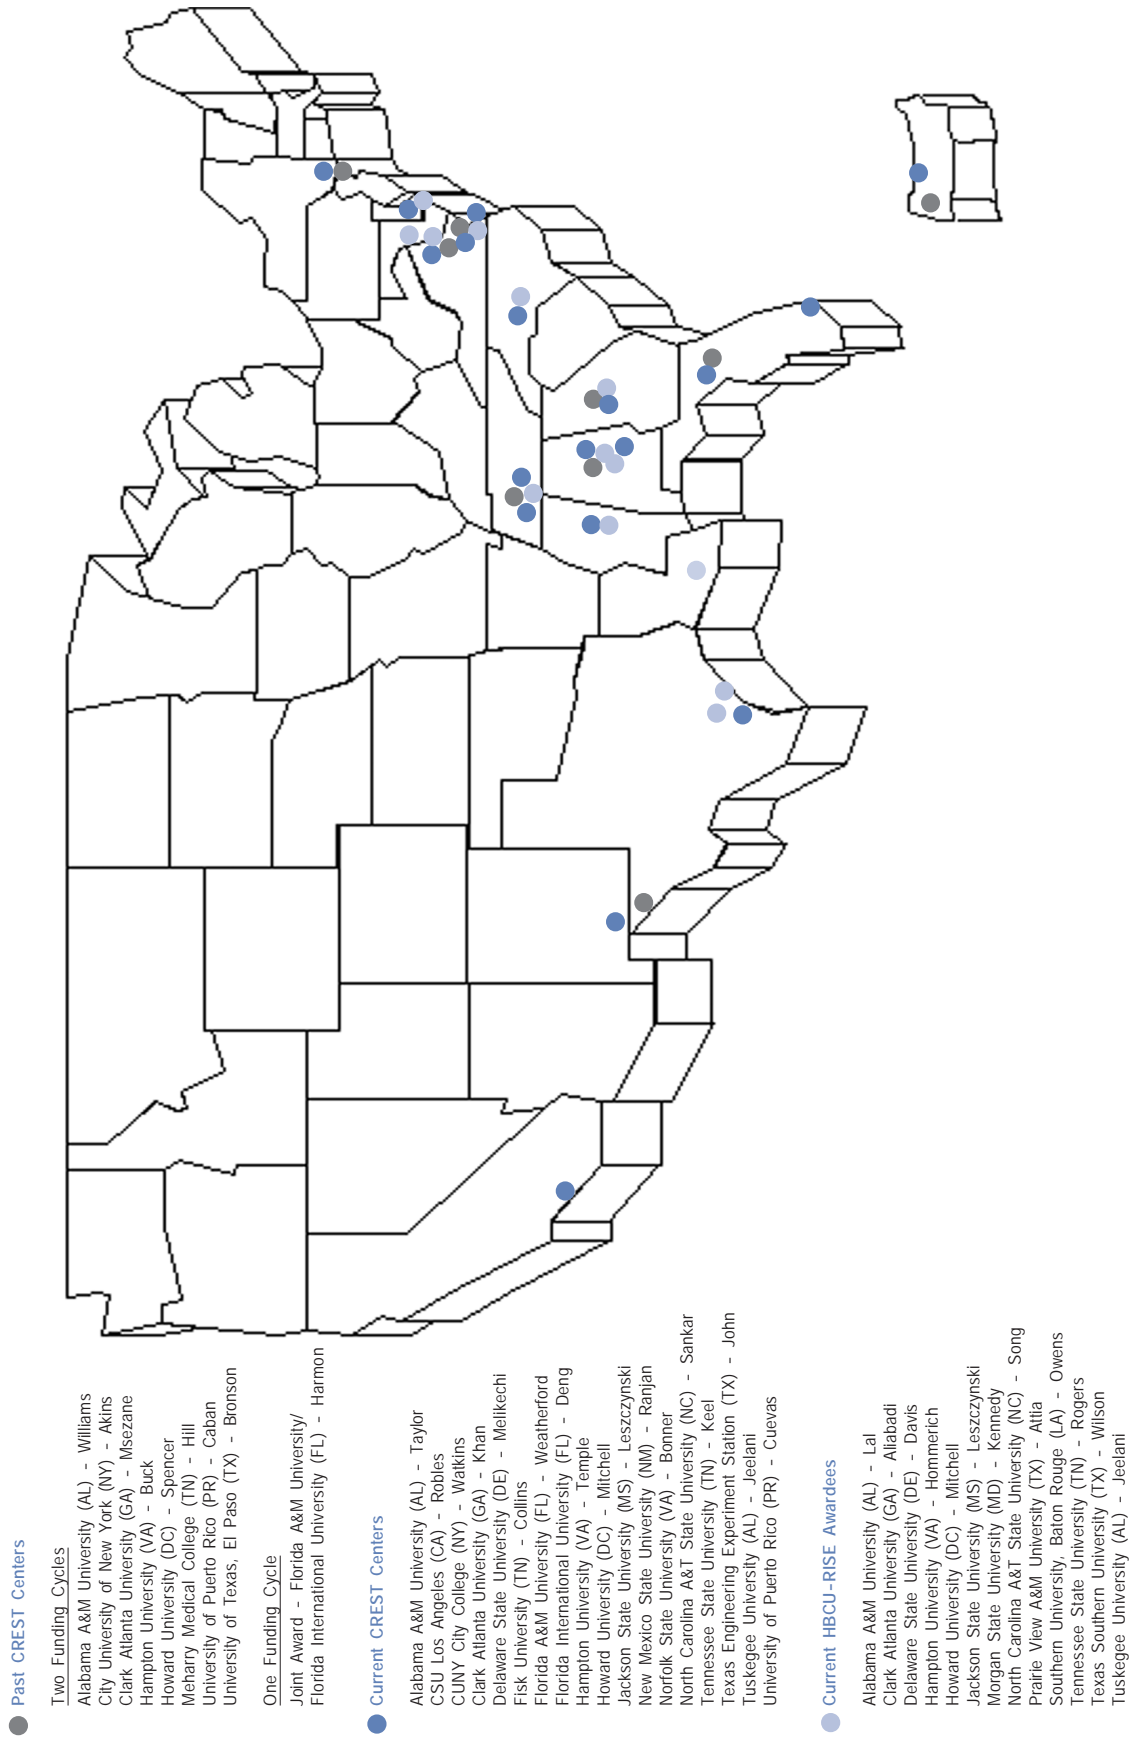 Past CREST Centers
Two Funding Cycles
Alabama A&M University (AL) - Williams
City University of New York (NY) - Akins
Clark Atlanta University (GA) - Msezane
Hampton University (VA) - Buck
Howard University (DC) - Spencer
Meharry Medical College (TN) - Hill
University of Puerto Rico (PR) - Caban
University of Texas, El Paso (TX) - Bronson
One Funding Cycle
Joint Award - Florida A&M University/
Florida International University (FL) - Harmon
Current CREST Centers
Alabama A&M University (AL) - Taylor
CSU Los Angeles (CA) - Robles
CUNY City College (NY) - Watkins
Clark Atlanta University (GA) - Khan
Delaware State University (DE) - Melikechi
Fisk University (TN) - Collins
Florida A&M University (FL) - Weatherford
Florida International University (FL) - Deng
Hampton University (VA) - Temple
Howard University (DC) - Mitchell
Jackson State University (MS) - Leszczynski
New Mexico State University (NM) - Ranjan
Norfolk State University (VA) - Bonner
North Carolina A&T State University (NC) - Sankar
Tennessee State University (TN) - Keel
Texas Engineering Experiment Station (TX) - John
Tuskegee University (AL) - Jeelani
University of Puerto Rico (PR) - Cuevas
Current HBCU-RISE Awardees
Alabama A&M University (AL) - Lal
Clark Atlanta University (GA) - Aliabadi
Delaware State University (DE) - Davis
Hampton University (VA) - Hommerich
Howard University (DC) - Mitchell
Jackson State University (MS) - Leszczynski
Morgan State University (MD) - Kennedy
North Carolina A&T State University (NC) - Song
Prairie View A&M University (TX) - Attia
Southern University, Baton Rouge (LA) - Owens
Tennessee State University (TN) - Rogers
Texas Southern University (TX) - Wilson
Tuskegee University (AL) - Jeelani